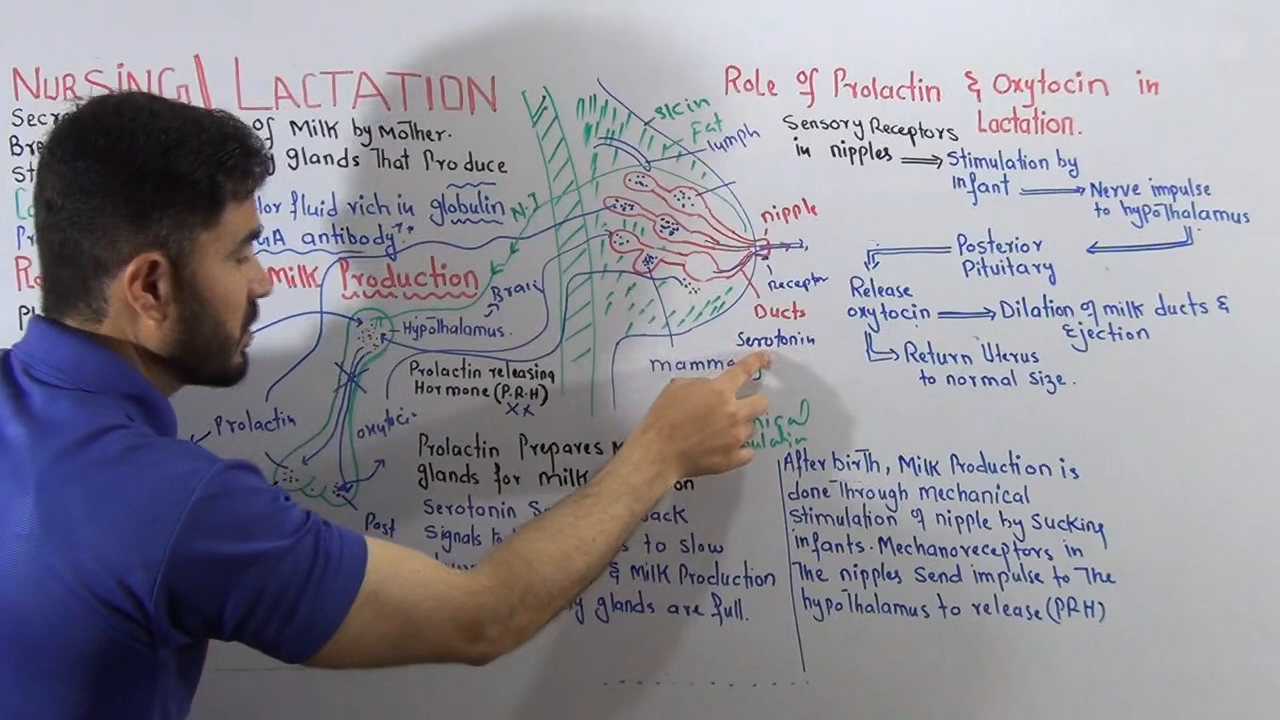 NURSING LACTATION
of Milk by Mother.
glands That Produce
fluid rich in globulin
antibody
Milk Production
Skin
Fat
lymph
N.I
nipple
receptor
Ducts
Serotonin
Brain
Hypothalamus.
Prolactin releasing
Hormone (P.R.H)
XX
Prolactin
Post
Prolactin Prepares
glands for milk
Serotonin
Signals to slow
& Milk Production
glands are full.
Role of Prolactin & Oxytocin in
Lactation.
Sensory Receptors
in nipples
Stimulation by
infant
Nerve impulse
to hypothalamus
Posterior
Pituitary
Release
oxytocin
Dilation of milk ducts &
Ejection
Return Uterus
to normal size.
After birth, Milk Production is
done Through Mechanical
Stimulation of nipple by Sucking
infants. Mechanoreceptors in
The nipples Send impulse to The
hypothalamus to release (PRH)